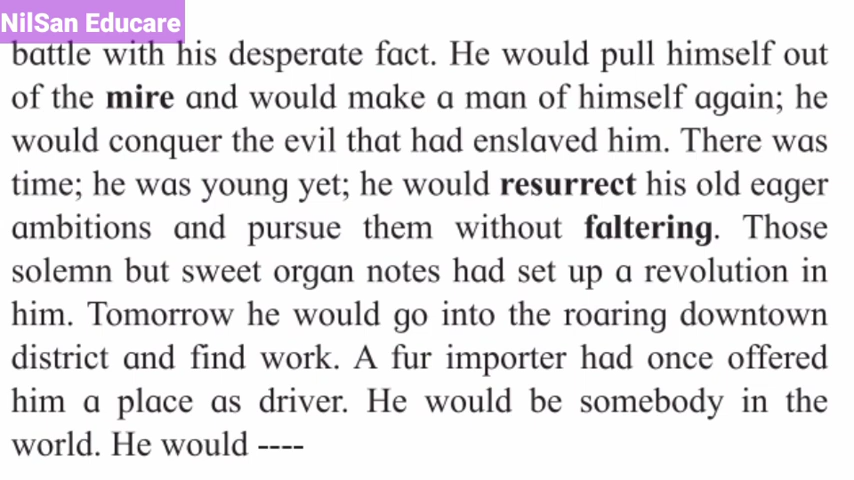 NilSan Educare
battle with his desperate fact. He would pull himself out
of the mire and would make a man of himself again; he
would conquer the evil that had enslaved him. There was
time; he was young yet; he would resurrect his old eager
ambitions and pursue them without faltering. Those
solemn but sweet organ notes had set up a revolution in
him. Tomorrow he would go into the roaring downtown
district and find work. A fur importer had once offered
him a place as driver. He would be somebody in the
world. He would ----